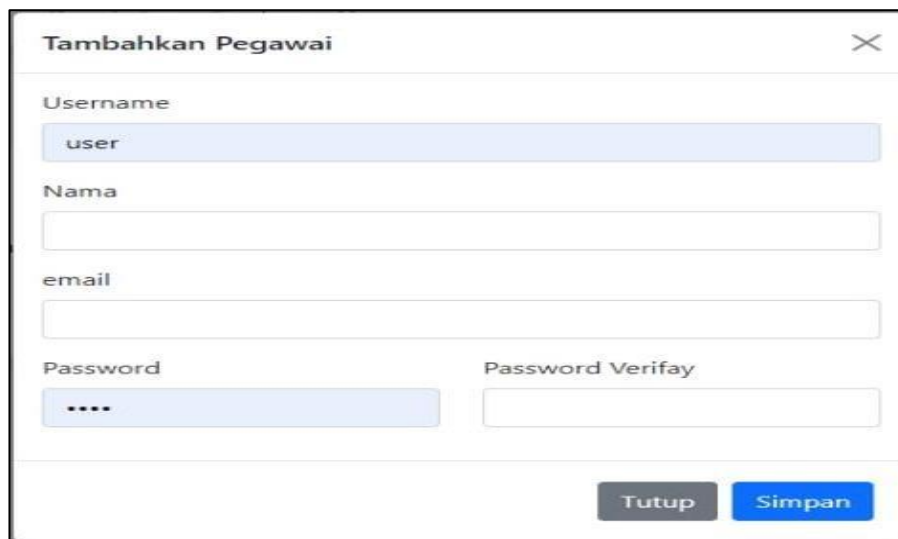 Tambahkan Pegawai
Username
user
Nama
email
Password Password Verifay
••••
Tutup Simpan